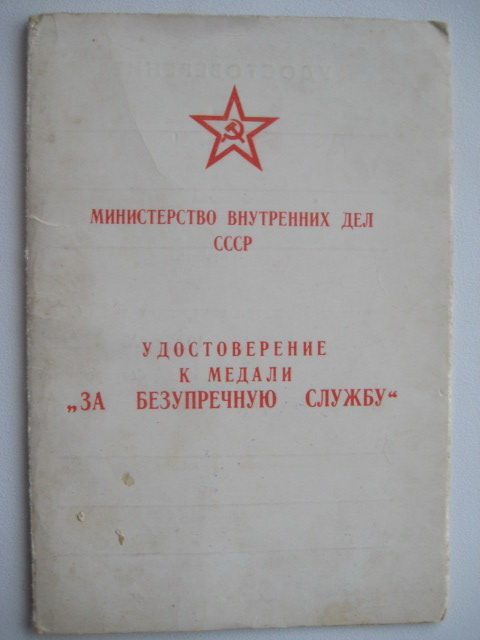 МИНИСТЕРСТВО ВНУТРЕННИХ ДЕЛ
СССР
УДОСТОВЕРЕНИЕ
К МЕДАЛИ
„ЗА БЕЗУПРЕЧНУЮ СЛУЖБУ“